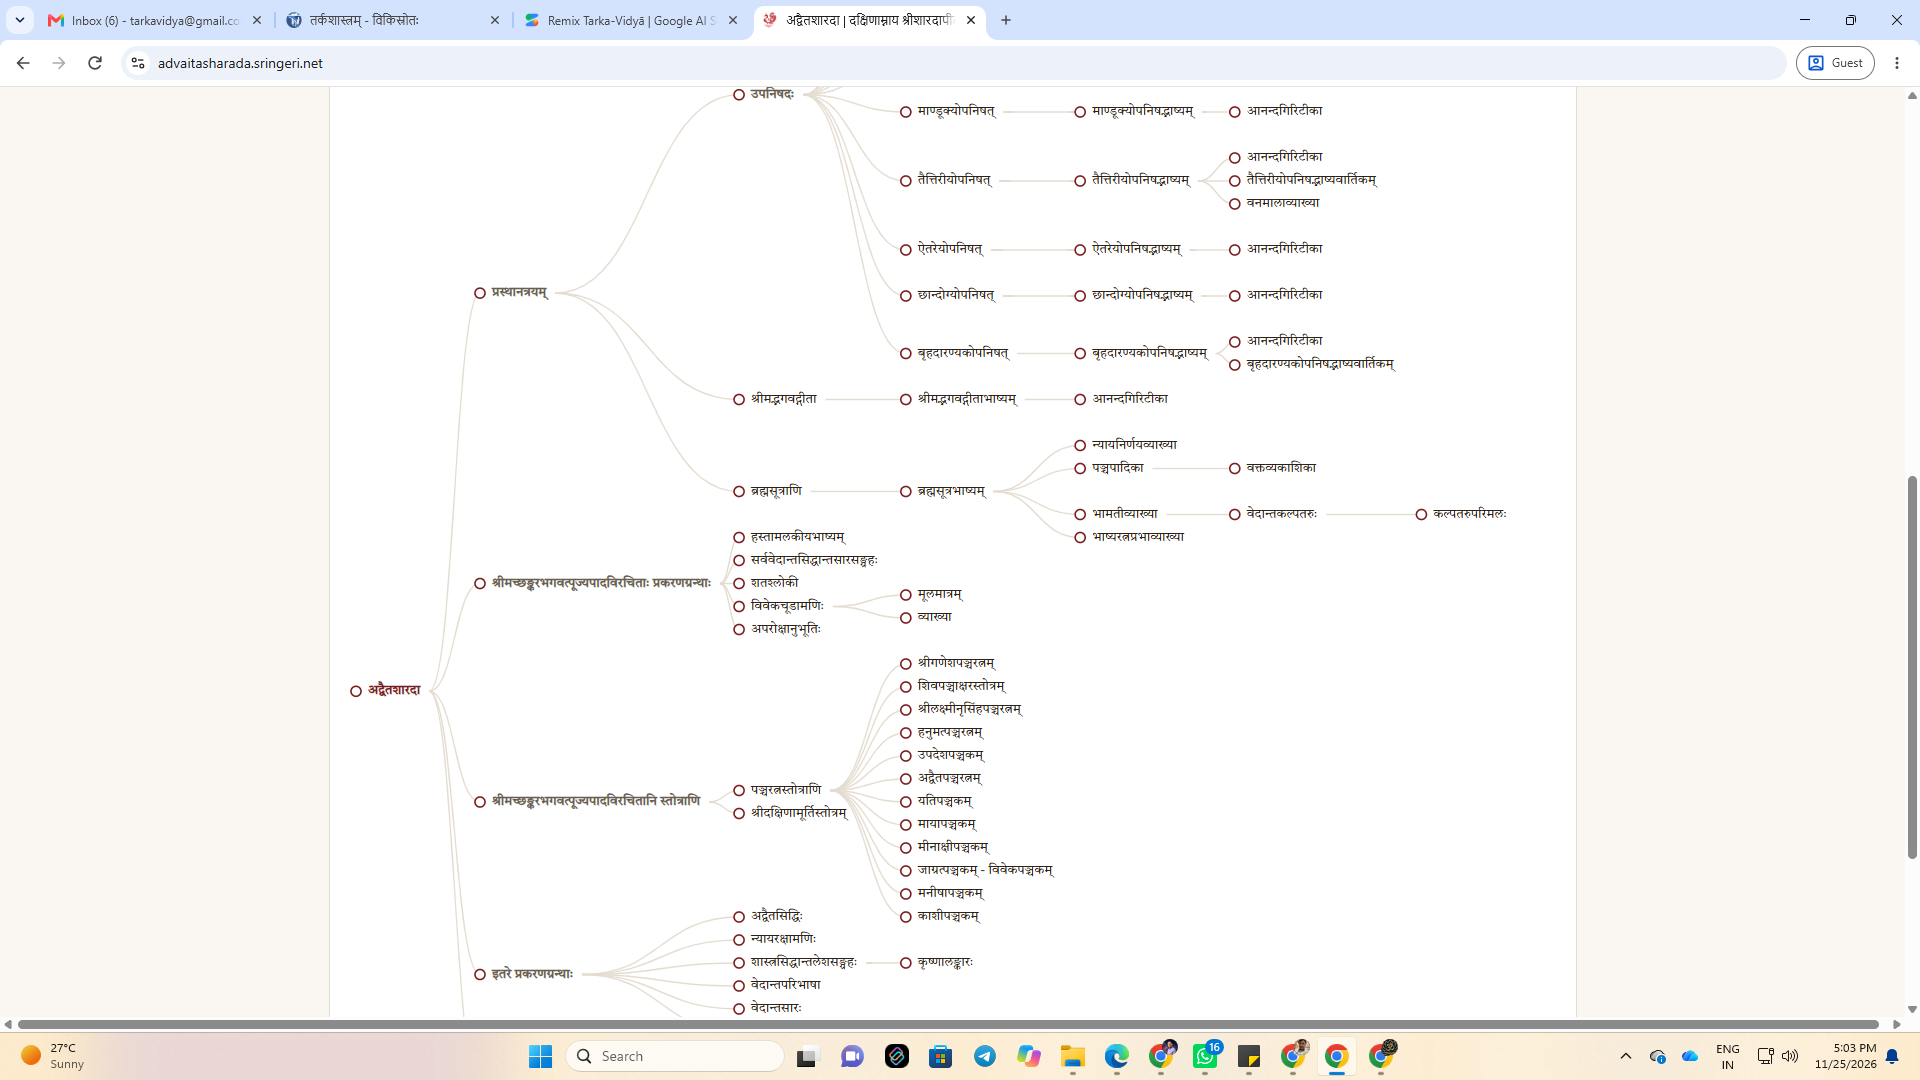 Inbox (6) - tarkavidya@gmail.co
तर्कशास्त्रम् - विकिस्रोतः
Remix Tarka-Vidyā | Google AI S
अद्वैतशारदा | दक्षिणाम्नाय श्रीशारदापी
advaitasharada.sringeri.net
Guest
उपनिषदः
माण्डूक्योपनिषत् माण्डूक्योपनिषद्भाष्यम् आनन्दगिरिटीका
आनन्दगिरिटीका
तैत्तिरीयोपनिषत् तैत्तिरीयोपनिषद्भाष्यम् तैत्तिरीयोपनिषद्भाष्यवार्तिकम्
वनमालाव्याख्या
ऐतरेयोपनिषत् ऐतरेयोपनिषद्भाष्यम् आनन्दगिरिटीका
प्रस्थानत्रयम्
छान्दोग्योपनिषत् छान्दोग्योपनिषद्भाष्यम् आनन्दगिरिटीका
आनन्दगिरिटीका
बृहदारण्यकोपनिषत् बृहदारण्यकोपनिषद्भाष्यम्
बृहदारण्यकोपनिषद्भाष्यवार्तिकम्
श्रीमद्भगवद्गीता श्रीमद्भगवद्गीताभाष्यम् आनन्दगिरिटीका
न्यायनिर्णयव्याख्या
पञ्चपादिका वक्तव्यकाशिका
ब्रह्मसूत्राणि ब्रह्मसूत्रभाष्यम्
भामतीव्याख्या वेदान्तकल्पतरुः कल्पतरुपरिमलः
हस्तामलकीयभाष्यम् भाष्यरत्नप्रभाव्याख्या
सर्ववेदान्तसिद्धान्तसारसङ्ग्रहः
श्रीमच्छङ्करभगवत्पूज्यपादविरचिताः प्रकरणग्रन्थाः शतश्लोकी
मूलमात्रम्
विवेकचूडामणिः
व्याख्या
अपरोक्षानुभूतिः
श्रीगणेशपञ्चरत्नम्
शिवपञ्चाक्षरस्तोत्रम्
अद्वैतशारदा
श्रीलक्ष्मीनृसिंहपञ्चरत्नम्
हनुमत्पञ्चरत्नम्
उपदेशपञ्चकम्
अद्वैतपञ्चरत्नम्
पञ्चरत्नस्तोत्राणि
श्रीमच्छङ्करभगवत्पूज्यपादविरचितानि स्तोत्राणि यतिपञ्चकम्
श्रीदक्षिणामूर्तिस्तोत्रम्
मायापञ्चकम्
मीनाक्षीपञ्चकम्
जाग्रत्पञ्चकम् - विवेकपञ्चकम्
मनीषापञ्चकम्
अद्वैतसिद्धिः काशीपञ्चकम्
न्यायरक्षामणिः
शास्त्रसिद्धान्तलेशसङ्ग्रहः कृष्णालङ्कारः
इतरे प्रकरणग्रन्थाः
वेदान्तपरिभाषा
वेदान्तसारः
27°C
Sunny
Search
16
ENG
IN
5:03 PM
11/25/2026